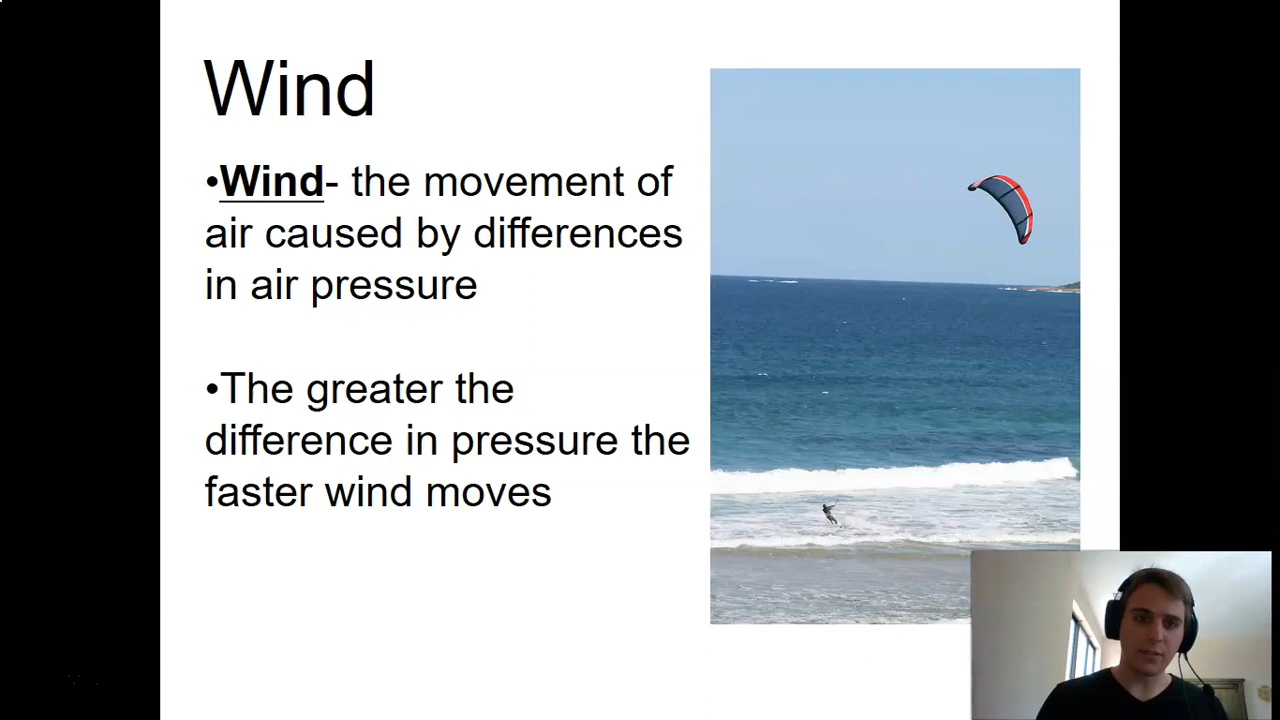 Wind
•Wind- the movement of
air caused by differences
in air pressure
•The greater the
difference in pressure the
faster wind moves